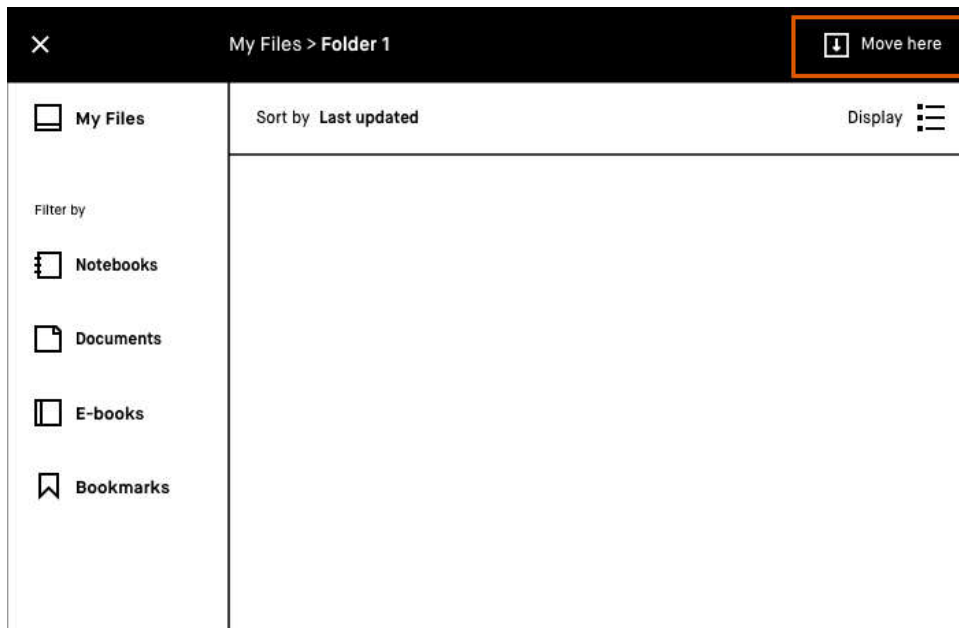 My Files > Folder 1
Move here
My Files
Sort by Last updated
Display
Filter by
Notebooks
Documents
E-books
Bookmarks